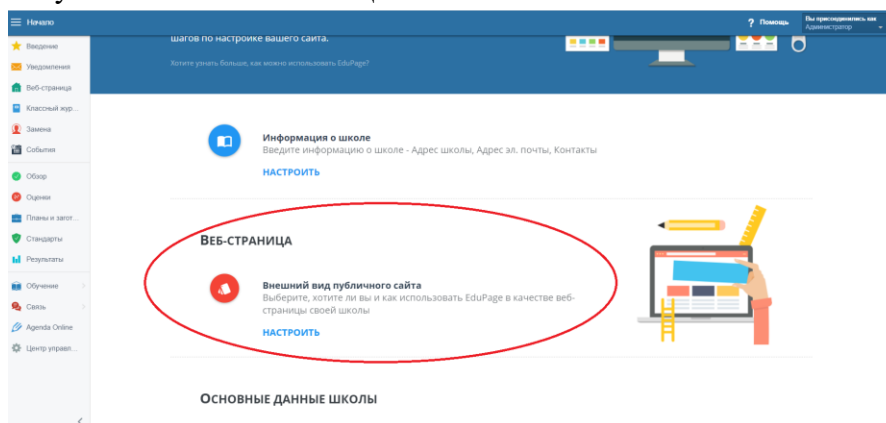 Начало
? Помощь
Вы присоединились как
Администратор
Введение
Уведомления
Веб-страница
Классный жур...
Замена
События
Обзор
Оценки
Планы и загот...
Стандарты
Результаты
Обучение
Связь
Agenda Online
Центр управл...
шагов по настройке вашего сайта.
Хотите узнать больше, как можно использовать EduPage?
Информация о школе
Введите информацию о школе - Адрес школы, Адрес эл. почты, Контакты
НАСТРОИТЬ
ВЕБ-СТРАНИЦА
Внешний вид публичного сайта
Выберите, хотите ли вы и как использовать EduPage в качестве веб-
страницы своей школы
НАСТРОИТЬ
ОСНОВНЫЕ ДАННЫЕ ШКОЛЫ